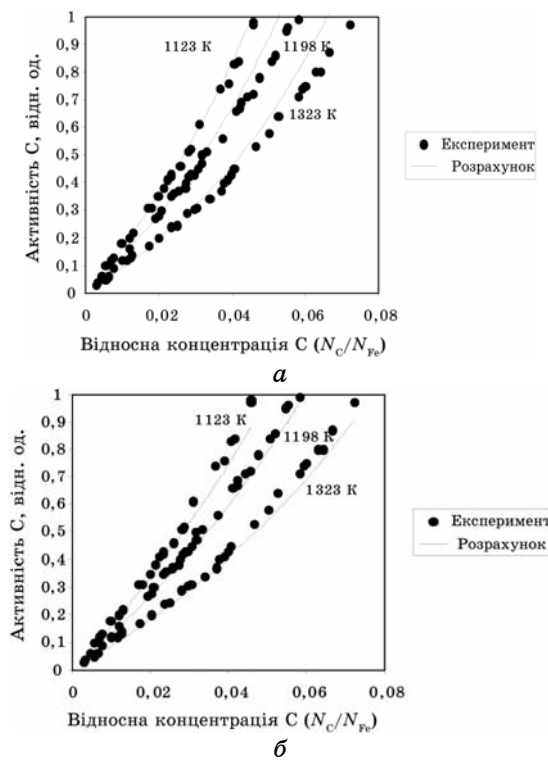 1
0,9
0,8
0,7
0,6
0,5
0,4
0,3
0,2
0,1
0
Активність С, відн. од.
1123 К
1198 К
1323 К
Експеримент
Розрахунок
0
0,02
0,04
0,06
0,08
Відносна концентрація С (N_C/N_Fe)
а
1
0,9
0,8
0,7
0,6
0,5
0,4
0,3
0,2
0,1
0
Активність С, відн. од.
1123 К
1198 К
1323 К
Експеримент
Розрахунок
0
0,02
0,04
0,06
0,08
Відносна концентрація С (N_C/N_Fe)
б